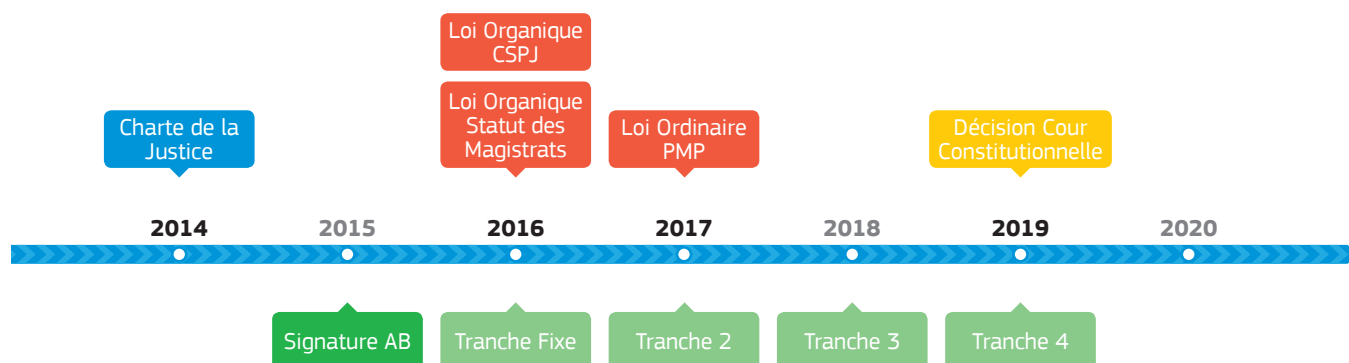 Loi Organique
CSPJ
Charte de la
Justice
Loi Organique
Statut des
Magistrats
Loi Ordinaire
PMP
Décision Cour
Constitutionnelle
2014
2015
2016
2017
2018
2019
2020
Signature AB
Tranche Fixe
Tranche 2
Tranche 3
Tranche 4